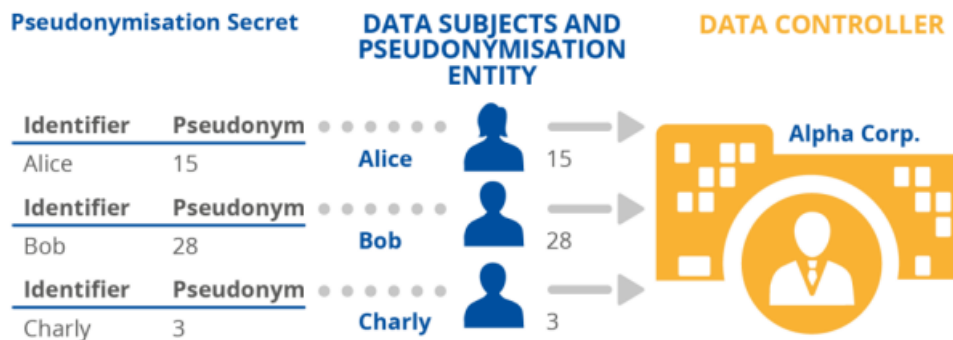 Pseudonymisation Secret
DATA SUBJECTS AND
PSEUDONYMISATION
ENTITY
DATA CONTROLLER
Identifier Pseudonym
Alice 15
Alice
15
Identifier Pseudonym
Bob 28
Bob
28
Identifier Pseudonym
Charly 3
Charly
3
Alpha Corp.